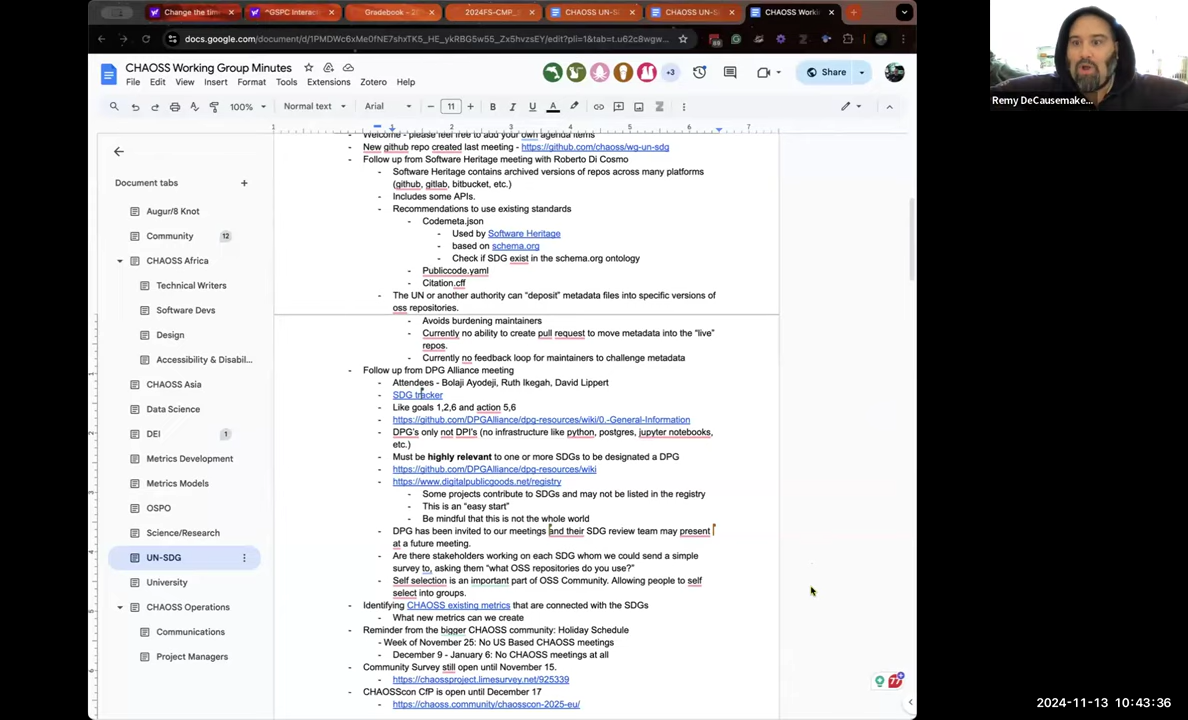 Change the tim
^GSPC Interac
Gradebook - 2
2024FS-CMP_
CHAOSS UN-S
CHAOSS UN-S
CHAOSS Worki
docs.google.com/document/d/1PMDWc6xMe0fNE7shxTK5_HE_ykRBG5w55_Zx5hvzsEY/edit?pli=1&tab=t.u62c8wgw...
CHAOSS Working Group Minutes
+3
Share
File Edit View Insert Format Tools Extensions Zotero Help
100% Normal text Arial 11 B I U A
1 1 2 3 4 5 6 7
Document tabs
Augur/8 Knot
Community 12
CHAOSS Africa
Technical Writers
Software Devs
Design
Accessibility & Disabil...
CHAOSS Asia
Data Science
DEI 1
Metrics Development
Metrics Models
OSPO
Science/Research
UN-SDG
University
CHAOSS Operations
Communications
Project Managers
- Welcome - please feel free to add your own agenda items
- New github repo created last meeting - https://github.com/chaoss/wg-un-sdg
- Follow up from Software Heritage meeting with Roberto Di Cosmo
- Software Heritage contains archived versions of repos across many platforms
(github, gitlab, bitbucket, etc.)
- Includes some APIs.
- Recommendations to use existing standards
- Codemeta.json
- Used by Software Heritage
- based on schema.org
- Check if SDG exist in the schema.org ontology
- Publiccode.yaml
- Citation.cff
- The UN or another authority can "deposit" metadata files into specific versions of
oss repositories.
- Avoids burdening maintainers
- Currently no ability to create pull request to move metadata into the "live"
repos.
- Currently no feedback loop for maintainers to challenge metadata
- Follow up from DPG Alliance meeting
- Attendees - Bolaji Ayodeji, Ruth Ikegah, David Lippert
- SDG tracker
- Like goals 1,2,6 and action 5,6
- https://github.com/DPGAlliance/dpg-resources/wiki/0.-General-Information
- DPG's only not DPI's (no infrastructure like python, postgres, jupyter notebooks,
etc.)
- Must be highly relevant to one or more SDGs to be designated a DPG
- https://github.com/DPGAlliance/dpg-resources/wiki
- https://www.digitalpublicgoods.net/registry
- Some projects contribute to SDGs and may not be listed in the registry
- This is an "easy start"
- Be mindful that this is not the whole world
- DPG has been invited to our meetings and their SDG review team may present
at a future meeting.
- Are there stakeholders working on each SDG whom we could send a simple
survey to, asking them "what OSS repositories do you use?"
- Self selection is an important part of OSS Community. Allowing people to self
select into groups.
- Identifying CHAOSS existing metrics that are connected with the SDGs
- What new metrics can we create
- Reminder from the bigger CHAOSS community: Holiday Schedule
- Week of November 25: No US Based CHAOSS meetings
- December 9 - January 6: No CHAOSS meetings at all
- Community Survey still open until November 15.
- https://chaossproject.limesurvey.net/925339
- CHAOSScon CfP is open until December 17
- https://chaoss.community/chaosscon-2025-eu/
Remy DeCausemake...
2024-11-13 10:43:36